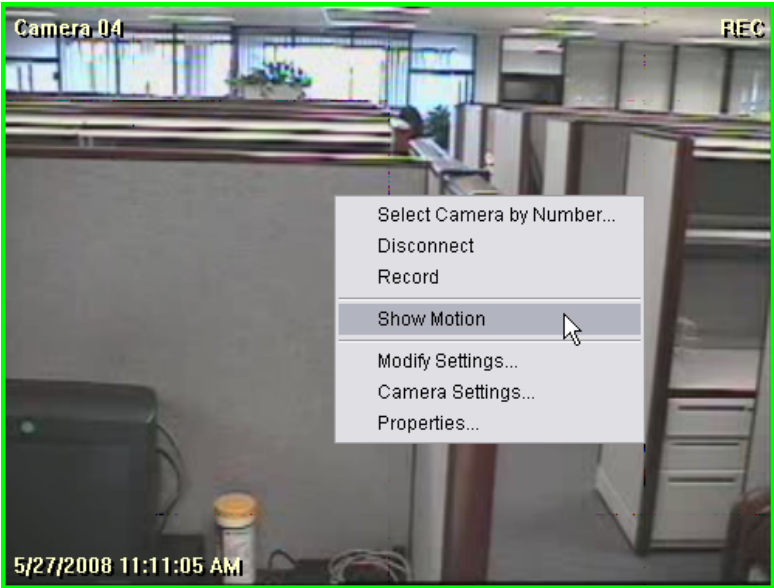 Camera 04
REC
Select Camera by Number...
Disconnect
Record
Show Motion
Modify Settings...
Camera Settings...
Properties...
5/27/2008 11:11:05 AM